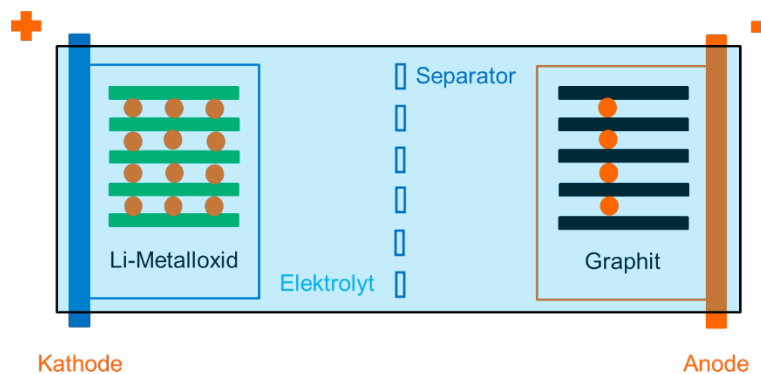 Separator
Li-Metalloxid
Graphit
Elektrolyt
Kathode
Anode